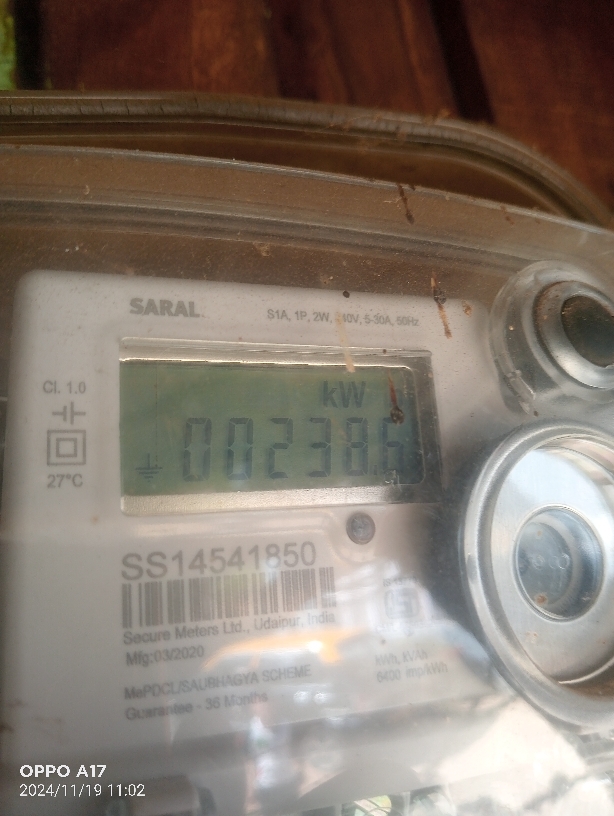 SARAL
S1A, 1P, 2W, 240V, 5-30A, 50Hz
Cl. 1.0
27°C
kW
00238.6
SS14541850
Secure Meters Ltd., Udaipur, India
Mfg:03/2020
MePDCL/SAUBHAGYA SCHEME
Guarantee - 36 Months
kWh, kVAh
6400 imp/kWh
OPPO A17
2024/11/19 11:02